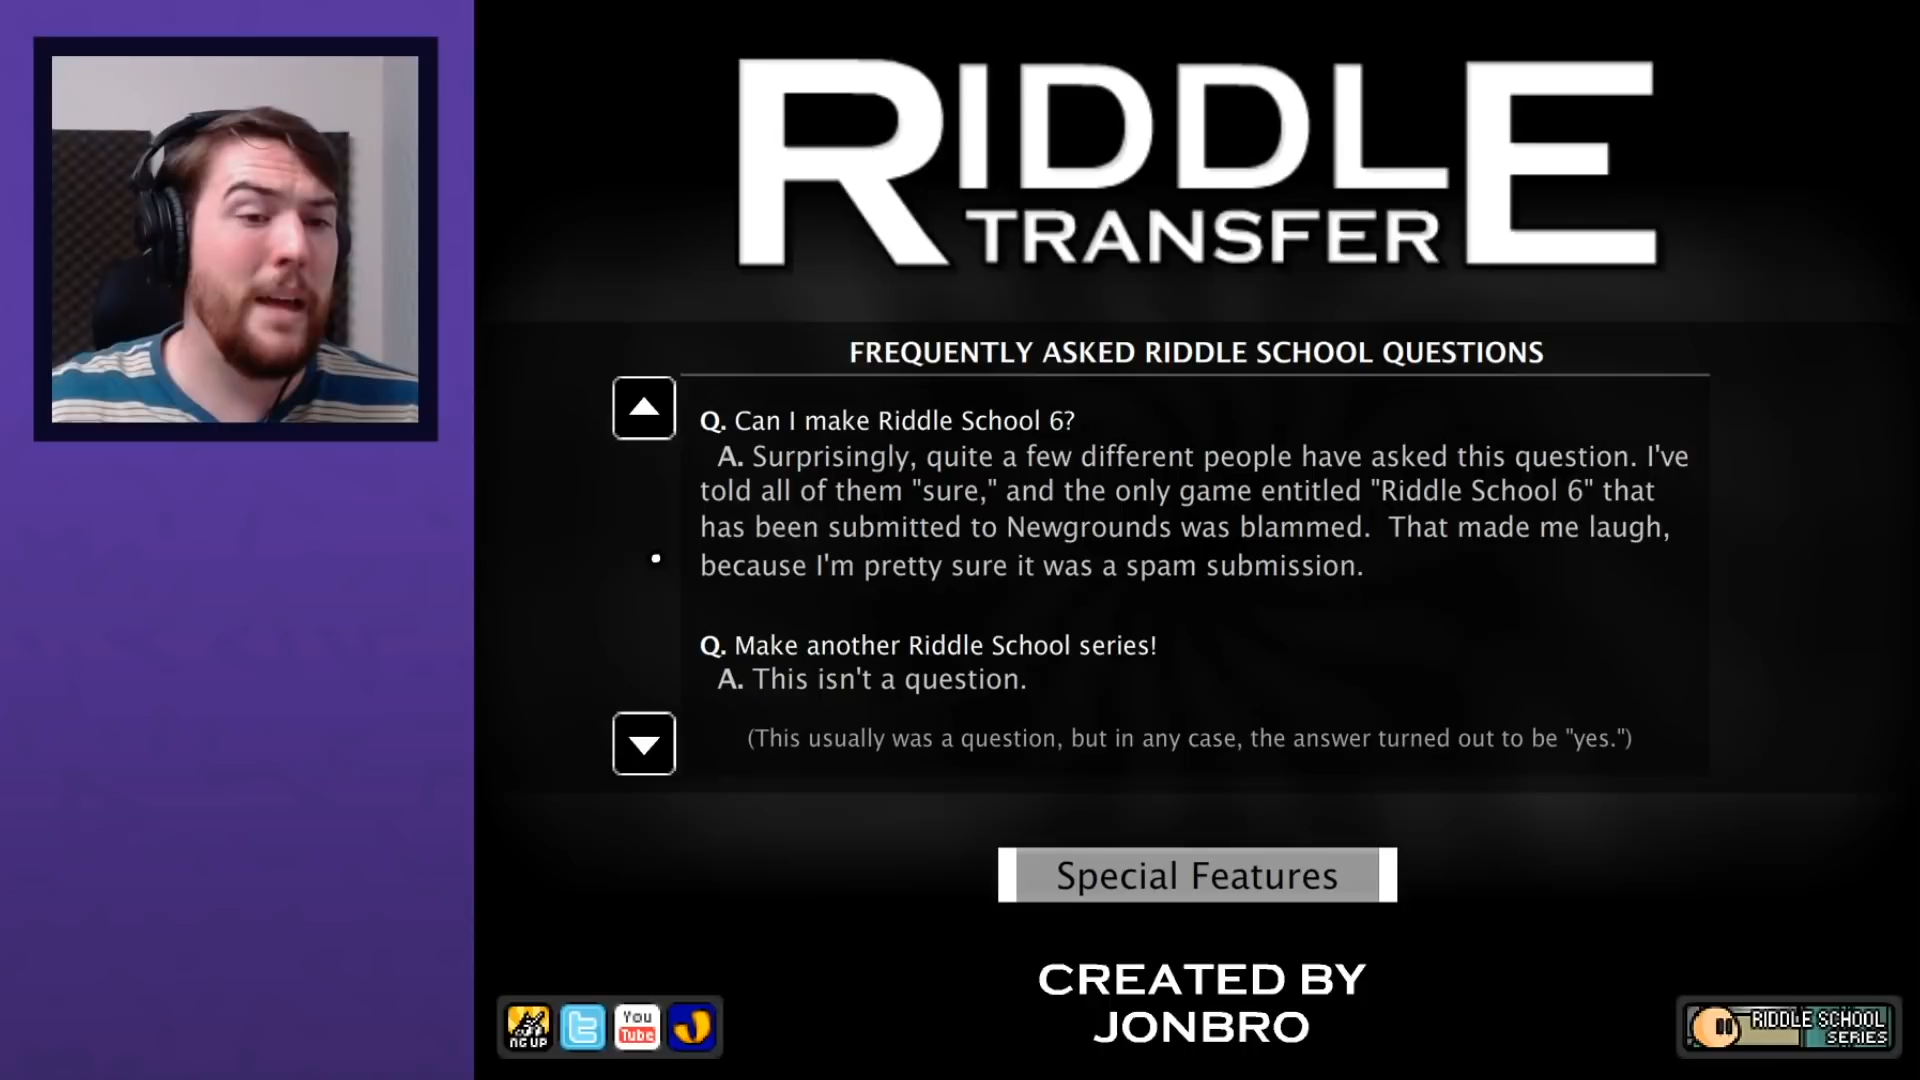 RIDDLE
TRANSFER
FREQUENTLY ASKED RIDDLE SCHOOL QUESTIONS
Q. Can I make Riddle School 6?
A. Surprisingly, quite a few different people have asked this question. I've
told all of them "sure," and the only game entitled "Riddle School 6" that
has been submitted to Newgrounds was blammed. That made me laugh,
because I'm pretty sure it was a spam submission.
Q. Make another Riddle School series!
A. This isn't a question.
(This usually was a question, but in any case, the answer turned out to be "yes.")
Special Features
CREATED BY
JONBRO
NG UP
t
You
Tube
J
RIDDLE SCHOOL
SERIES